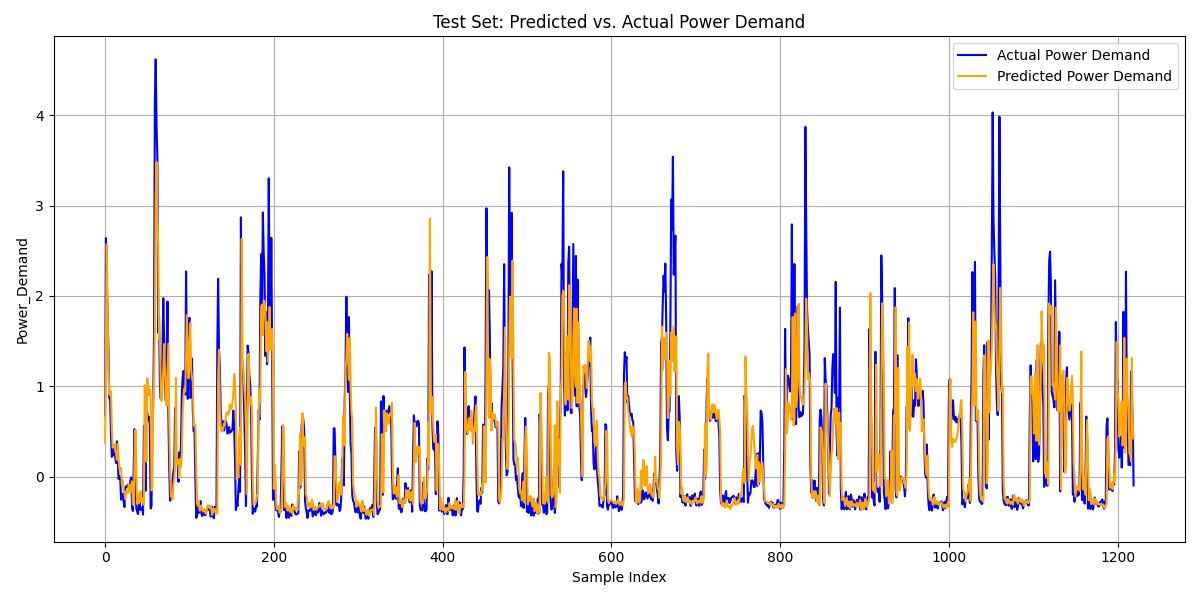 Test Set: Predicted vs. Actual Power Demand
Actual Power Demand
Predicted Power Demand
Power_Demand
4
3
2
1
0
0 200 400 600 800 1000 1200
Sample Index